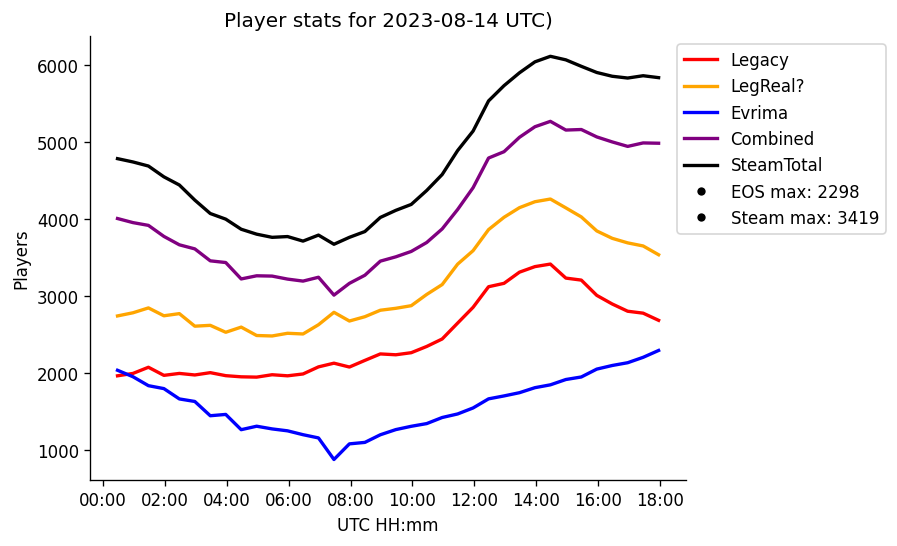 Player stats for 2023-08-14 UTC)
Legacy
LegReal?
Evrima
Combined
SteamTotal
EOS max: 2298
Steam max: 3419
Players
6000
5000
4000
3000
2000
1000
00:00 02:00 04:00 06:00 08:00 10:00 12:00 14:00 16:00 18:00
UTC HH:mm